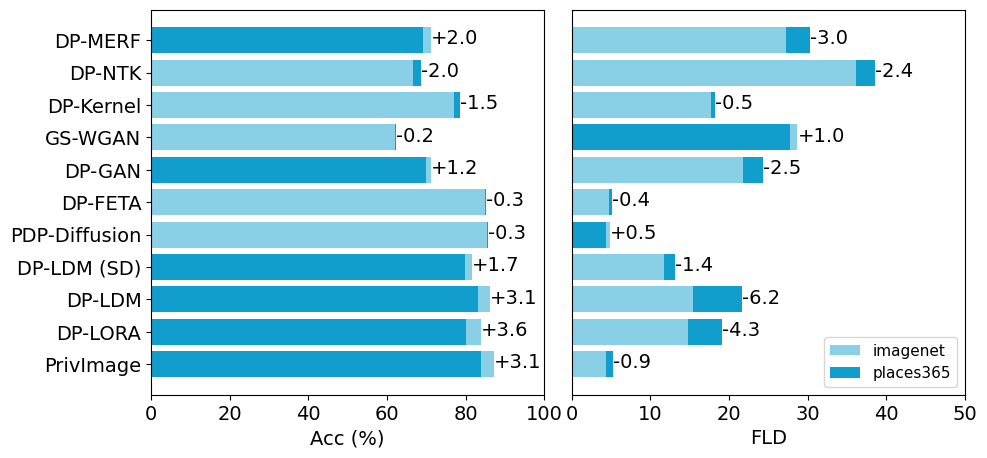 DP-MERF +2.0 -3.0
DP-NTK -2.0 -2.4
DP-Kernel -1.5 -0.5
GS-WGAN -0.2 +1.0
DP-GAN +1.2 -2.5
DP-FETA -0.3 -0.4
PDP-Diffusion -0.3 +0.5
DP-LDM (SD) +1.7 -1.4
DP-LDM +3.1 -6.2
DP-LORA +3.6 -4.3
PrivImage +3.1 -0.9
imagenet
places365
0 20 40 60 80 100 0 10 20 30 40 50
Acc (%) FLD